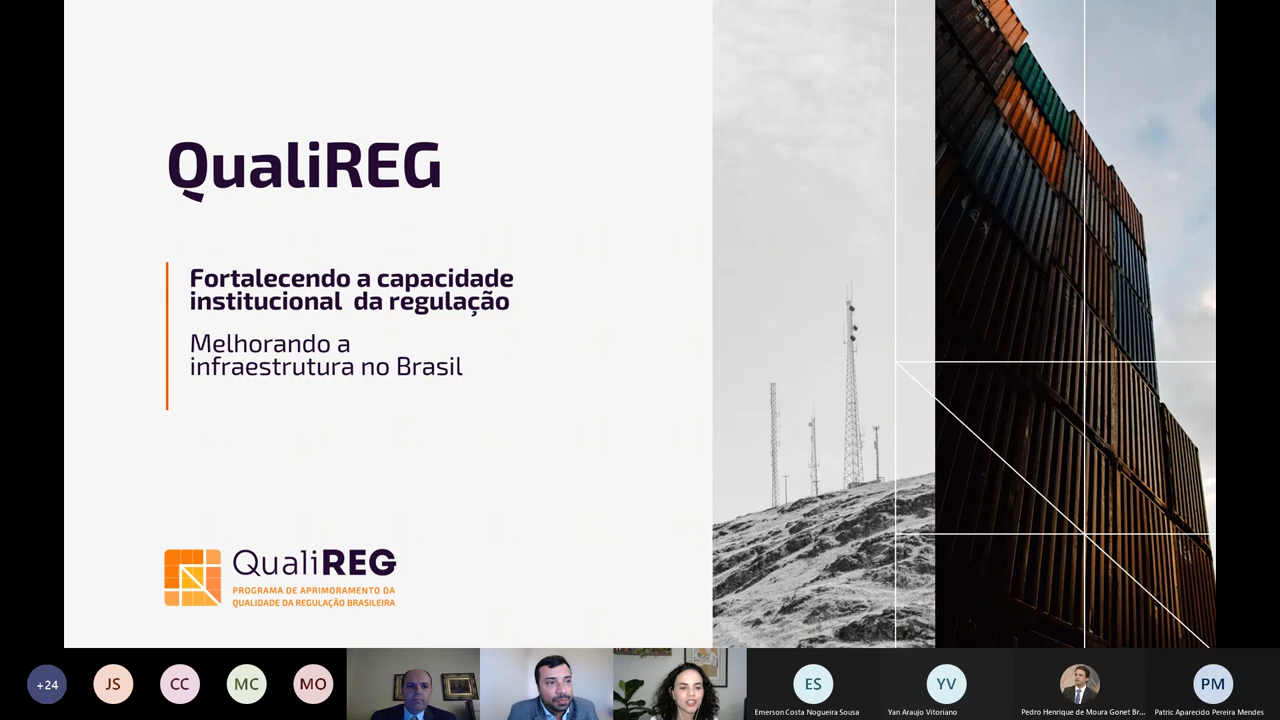 QualiREG
Fortalecendo a capacidade
institucional da regulação
Melhorando a
infraestrutura no Brasil
QualiREG
PROGRAMA DE APRIMORAMENTO DA
QUALIDADE DA REGULAÇÃO BRASILEIRA
+24
JS
CC
MC
MO
ES
Emerson Costa Nogueira Sousa
YV
Yan Araujo Vitoriano
Pedro Henrique de Moura Gonet Br...
PM
Patric Aparecido Pereira Mendes